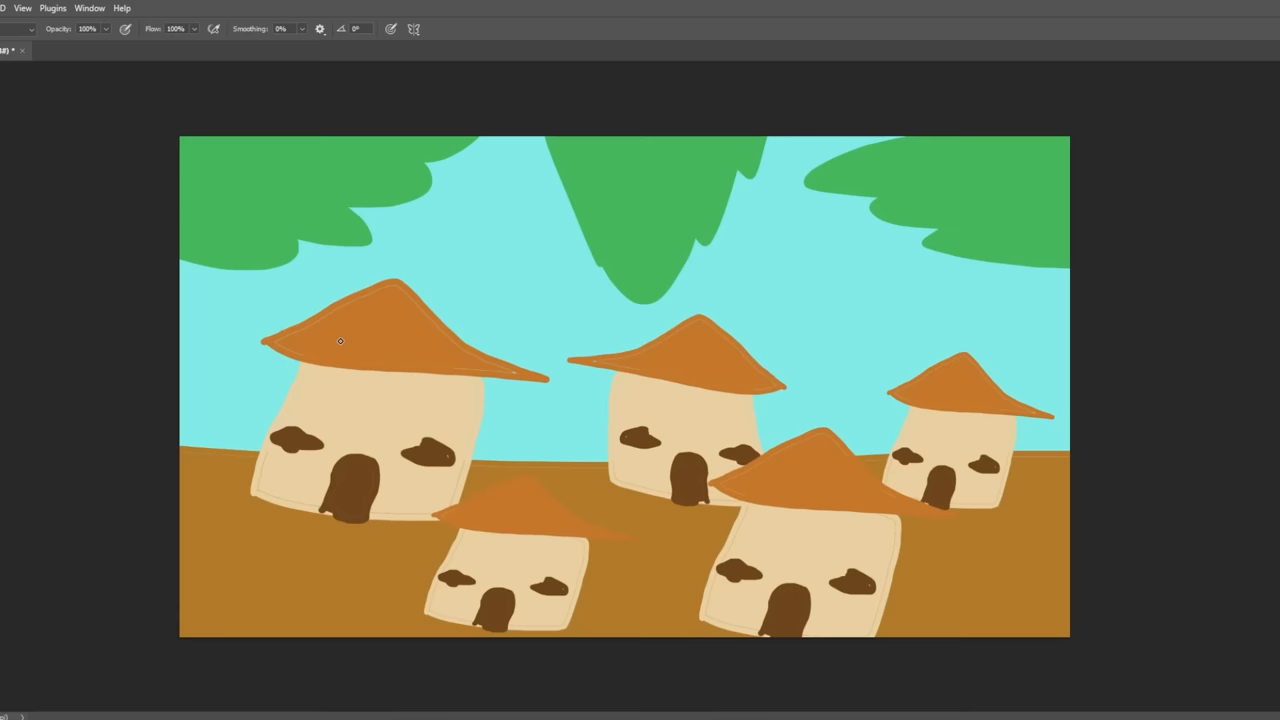 D View Plugins Window Help
Opacity: 100% Flow: 100% Smoothing: 0% 0°
#) * ×